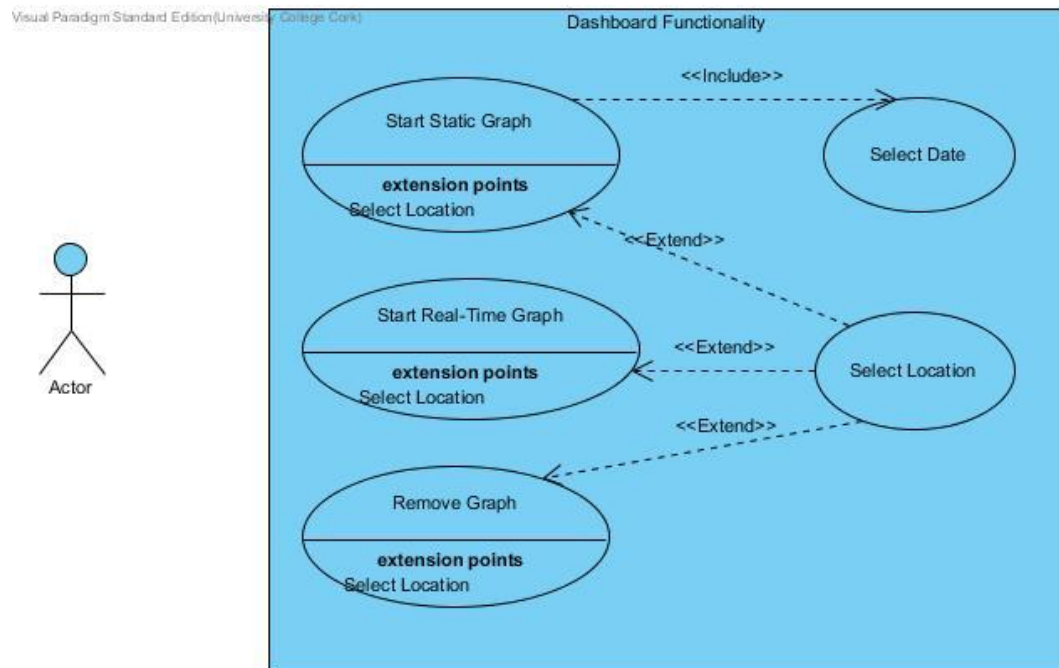 Visual Paradigm Standard Edition(University College Cork)
Dashboard Functionality
<<Include>>
Start Static Graph
Select Date
extension points
Select Location
<<Extend>>
Start Real-Time Graph
<<Extend>>
Select Location
extension points
Select Location
Actor
<<Extend>>
Remove Graph
extension points
Select Location